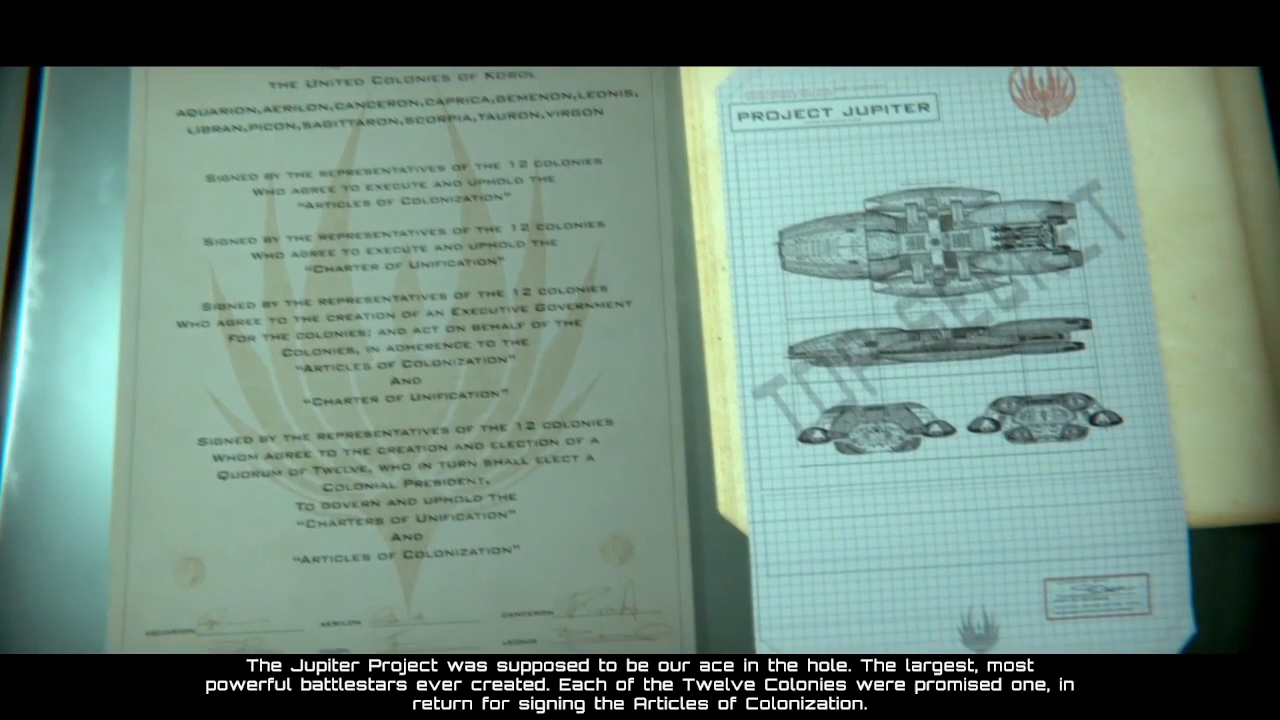 THE UNITED COLONIES OF KOBOL
AQUARION,AERILON,CANCERON,CAPRICA,GEMENON,LEONIS,
LIBRAN,PICON,SAGITTARON,SCORPIA,TAURON,VIRGON
SIGNED BY THE REPRESENTATIVES OF THE 12 COLONIES
WHO AGREE TO EXECUTE AND UPHOLD THE
"ARTICLES OF COLONIZATION"
SIGNED BY THE REPRESENTATIVES OF THE 12 COLONIES
WHO AGREE TO EXECUTE AND UPHOLD THE
"CHARTER OF UNIFICATION"
SIGNED BY THE REPRESENTATIVES OF THE 12 COLONIES
WHO AGREE TO THE CREATION OF AN EXECUTIVE GOVERNMENT
FOR THE COLONIES; AND ACT ON BEHALF OF THE
COLONIES, IN ADHERENCE TO THE
"ARTICLES OF COLONIZATION"
AND
"CHARTER OF UNIFICATION"
SIGNED BY THE REPRESENTATIVES OF THE 12 COLONIES
WHOM AGREE TO THE CREATION AND ELECTION OF A
QUORUM OF TWELVE, WHO IN TURN SHALL ELECT A
COLONIAL PRESIDENT,
TO GOVERN AND UPHOLD THE
"CHARTERS OF UNIFICATION"
AND
"ARTICLES OF COLONIZATION"
AQUARION AERILON CANCERON
LEONIS
PROJECT JUPITER
TOP SECRET
The Jupiter Project was supposed to be our ace in the hole. The largest, most
powerful battlestars ever created. Each of the Twelve Colonies were promised one, in
return for signing the Articles of Colonization.